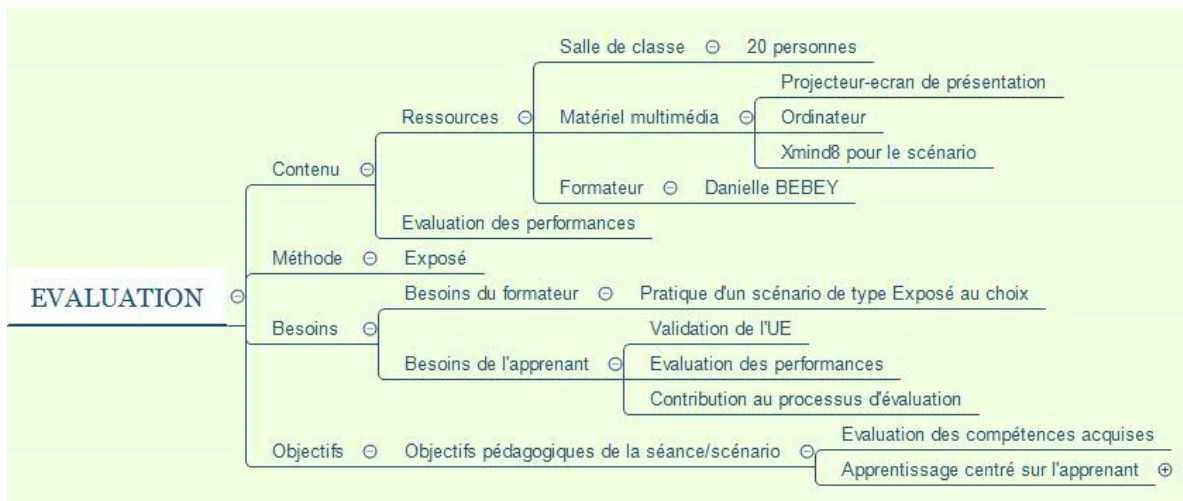 EVALUATION
Contenu
Ressources
Salle de classe
20 personnes
Matériel multimédia
Projecteur-ecran de présentation
Ordinateur
Xmind8 pour le scénario
Formateur
Danielle BEBEY
Evaluation des performances
Méthode
Exposé
Besoins
Besoins du formateur
Pratique d'un scénario de type Exposé au choix
Besoins de l'apprenant
Validation de l'UE
Evaluation des performances
Contribution au processus d'évaluation
Objectifs
Objectifs pédagogiques de la séance/scénario
Evaluation des compétences acquises
Apprentissage centré sur l'apprenant